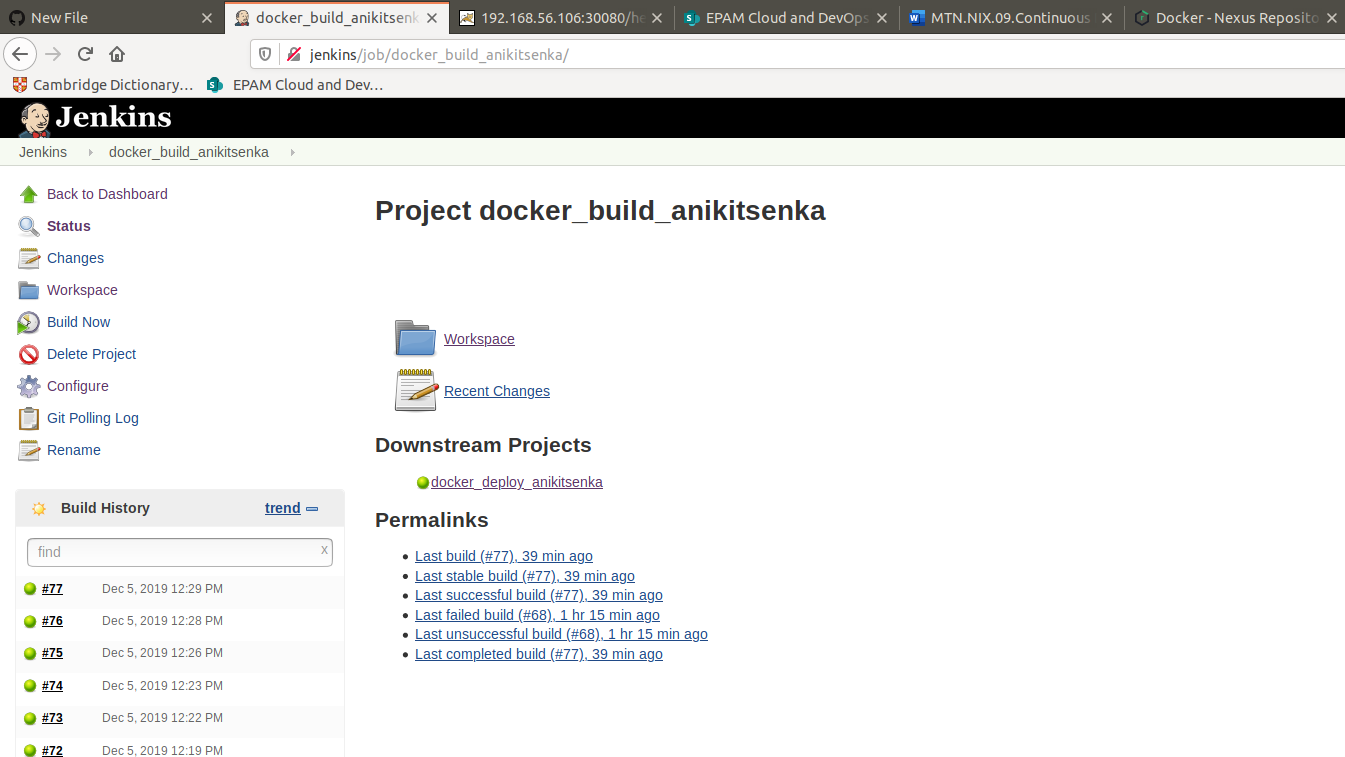 New File
docker_build_anikitsenk
192.168.56.106:30080/he
EPAM Cloud and DevOps
MTN.NIX.09.Continuous
Docker - Nexus Reposito
jenkins/job/docker_build_anikitsenka/
Cambridge Dictionary…
EPAM Cloud and Dev…
Jenkins
Jenkins
docker_build_anikitsenka
Back to Dashboard
Status
Changes
Workspace
Build Now
Delete Project
Configure
Git Polling Log
Rename
Build History
trend
find
x
#77 Dec 5, 2019 12:29 PM
#76 Dec 5, 2019 12:28 PM
#75 Dec 5, 2019 12:26 PM
#74 Dec 5, 2019 12:23 PM
#73 Dec 5, 2019 12:22 PM
#72 Dec 5, 2019 12:19 PM
Project docker_build_anikitsenka
Workspace
Recent Changes
Downstream Projects
docker_deploy_anikitsenka
Permalinks
Last build (#77), 39 min ago
Last stable build (#77), 39 min ago
Last successful build (#77), 39 min ago
Last failed build (#68), 1 hr 15 min ago
Last unsuccessful build (#68), 1 hr 15 min ago
Last completed build (#77), 39 min ago